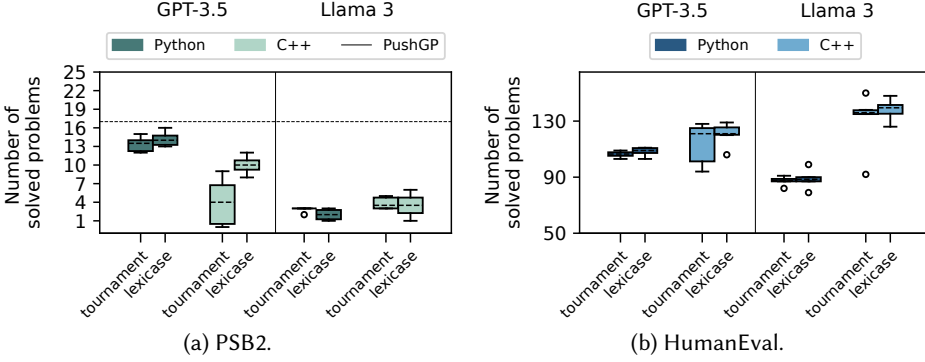 GPT-3.5 Llama 3
Python C++ PushGP
Number of
solved problems
25
22
19
16
13
10
7
4
1
tournament
lexicase
tournament
lexicase
tournament
lexicase
tournament
lexicase
(a) PSB2.
GPT-3.5 Llama 3
Python C++
Number of
solved problems
130
90
50
tournament
lexicase
tournament
lexicase
tournament
lexicase
tournament
lexicase
(b) HumanEval.